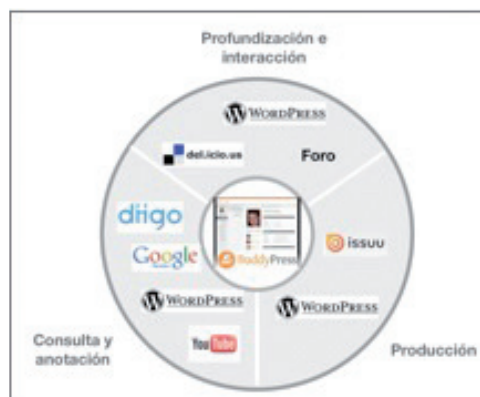 Profundización e
interacción
WORDPRESS
del.icio.us
Foro
diigo
Google
issuu
BuddyPress
WORDPRESS
WORDPRESS
YouTube
Consulta y
anotación
Producción